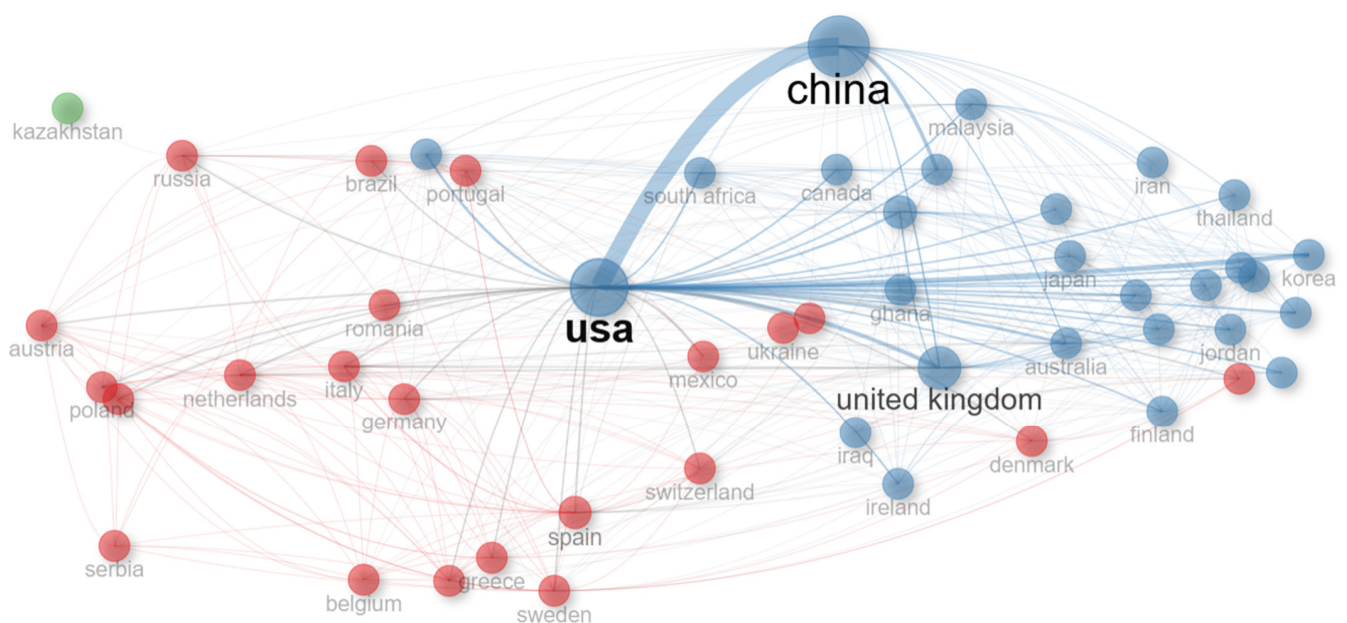 china
kazakhstan
malaysia
russia
brazil
portugal
south africa
canada
iran
thailand
korea
japan
usa
romania
ghana
ukraine
austria
jordan
mexico
australia
italy
netherlands
poland
united kingdom
germany
finland
iraq
denmark
switzerland
ireland
spain
serbia
greece
belgium
sweden